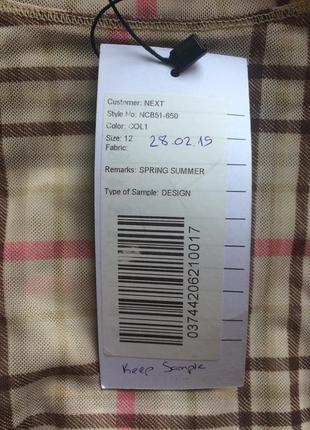 Customer: NEXT
Style No: NCB51-650
Color: COL1
Size: 12
Fabric:
28.02.15
Remarks: SPRING SUMMER
Type of Sample: DESIGN
03744206210017
Keep Sample